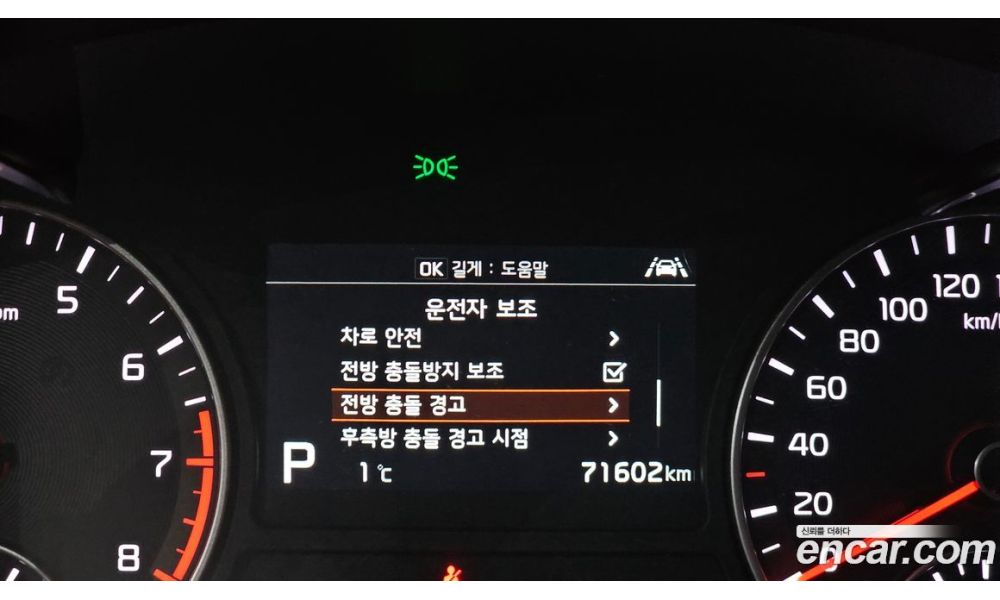 OK 길게 : 도움말
운전자 보조
차로 안전
전방 충돌방지 보조
전방 충돌 경고
후측방 충돌 경고 시점
P 1℃ 71602km
5
6
7
8
120
100
km/h
80
60
40
20
신뢰를 더하다
encar.com